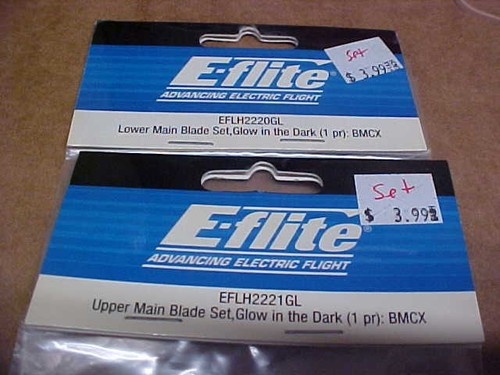 Set
$ 3.99
E-flite
ADVANCING ELECTRIC FLIGHT
EFLH2220GL
Lower Main Blade Set,Glow in the Dark (1 pr): BMCX
Set
$ 3.99
E-flite®
ADVANCING ELECTRIC FLIGHT
EFLH2221GL
Upper Main Blade Set,Glow in the Dark (1 pr): BMCX